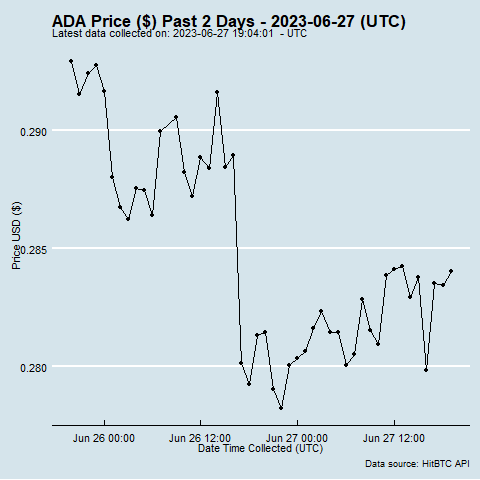 ADA Price ($) Past 2 Days - 2023-06-27 (UTC)
Latest data collected on: 2023-06-27 19:04:01 - UTC
0.290
0.285
0.280
Price USD ($)
Jun 26 00:00 Jun 26 12:00 Jun 27 00:00 Jun 27 12:00
Date Time Collected (UTC)
Data source: HitBTC API